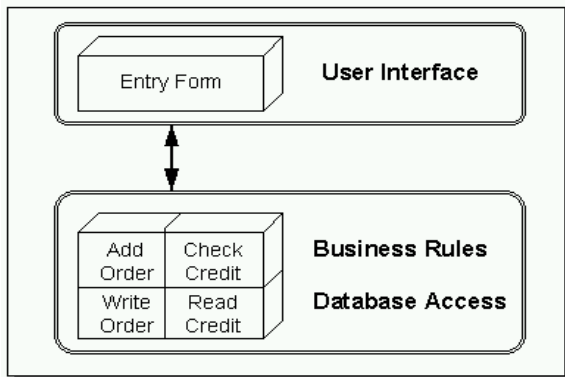 Entry Form
User Interface
Add
Order
Check
Credit
Business Rules
Write
Order
Read
Credit
Database Access